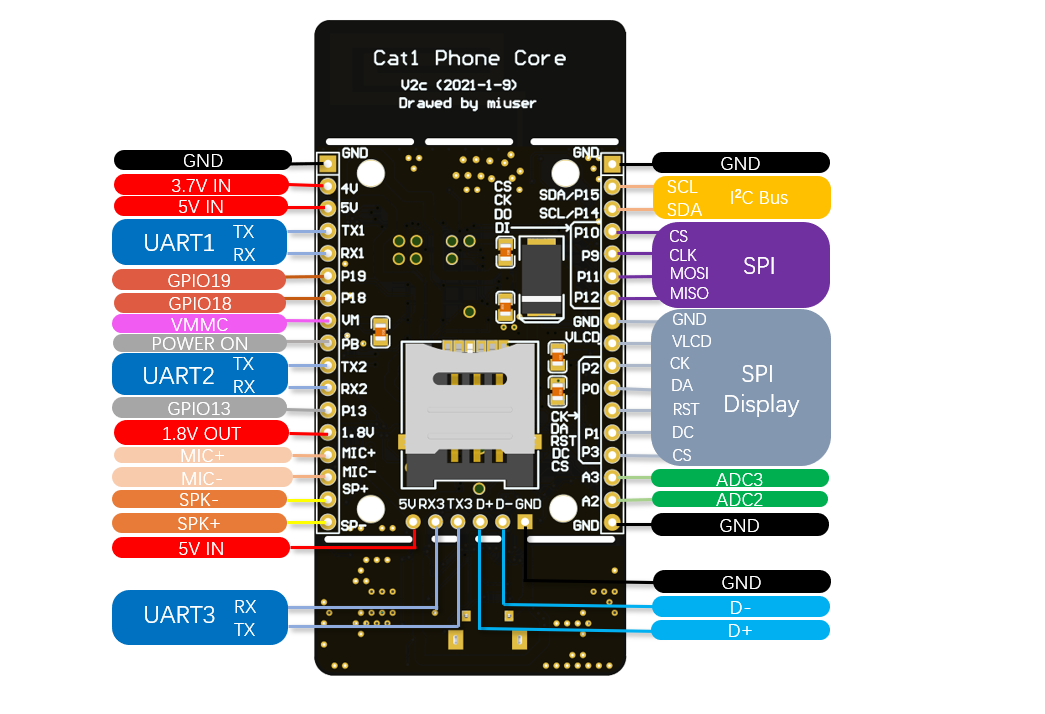 Cat1 Phone Core
V2c (2021-1-9)
Drawed by miuser
GND
3.7V IN
5V IN
UART1
TX
RX
GPIO19
GPIO18
VMMC
POWER ON
UART2
TX
RX
GPIO13
1.8V OUT
MIC+
MIC-
SPK-
SPK+
5V IN
UART3
RX
TX
GND
4V
5V
TX1
RX1
P19
P18
VM
PB
TX2
RX2
P13
1.8V
MIC+
MIC-
SP+
SP-
CS
CK
DO
DI
GND
SDA/P15
SCL/P14
P10
P9
P11
P12
GND
VLCD
P2
P0
P1
P3
A3
A2
GND
CK
DA
RST
DC
CS
5V RX3 TX3 D+ D- GND
GND
SCL
SDA
I²C Bus
CS
CLK
MOSI
MISO
SPI
GND
VLCD
CK
DA
RST
DC
CS
SPI
Display
ADC3
ADC2
GND
GND
D-
D+